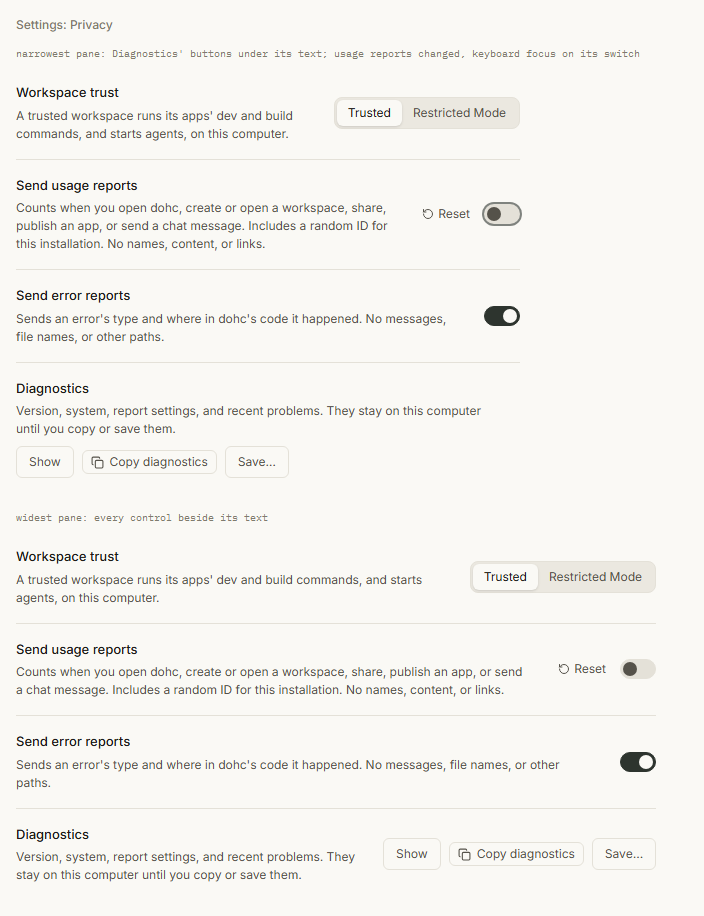 Settings: Privacy
narrowest pane: Diagnostics' buttons under its text; usage reports changed, keyboard focus on its switch
Workspace trust
A trusted workspace runs its apps' dev and build
commands, and starts agents, on this computer.
Trusted
Restricted Mode
Send usage reports
Counts when you open dohc, create or open a workspace, share,
publish an app, or send a chat message. Includes a random ID for
this installation. No names, content, or links.
Reset
Send error reports
Sends an error's type and where in dohc's code it happened. No messages,
file names, or other paths.
Diagnostics
Version, system, report settings, and recent problems. They stay on this computer
until you copy or save them.
Show
Copy diagnostics
Save...
widest pane: every control beside its text
Workspace trust
A trusted workspace runs its apps' dev and build commands, and starts
agents, on this computer.
Trusted
Restricted Mode
Send usage reports
Counts when you open dohc, create or open a workspace, share, publish an app, or send
a chat message. Includes a random ID for this installation. No names, content, or links.
Reset
Send error reports
Sends an error's type and where in dohc's code it happened. No messages, file names, or other
paths.
Diagnostics
Version, system, report settings, and recent problems. They
stay on this computer until you copy or save them.
Show
Copy diagnostics
Save...